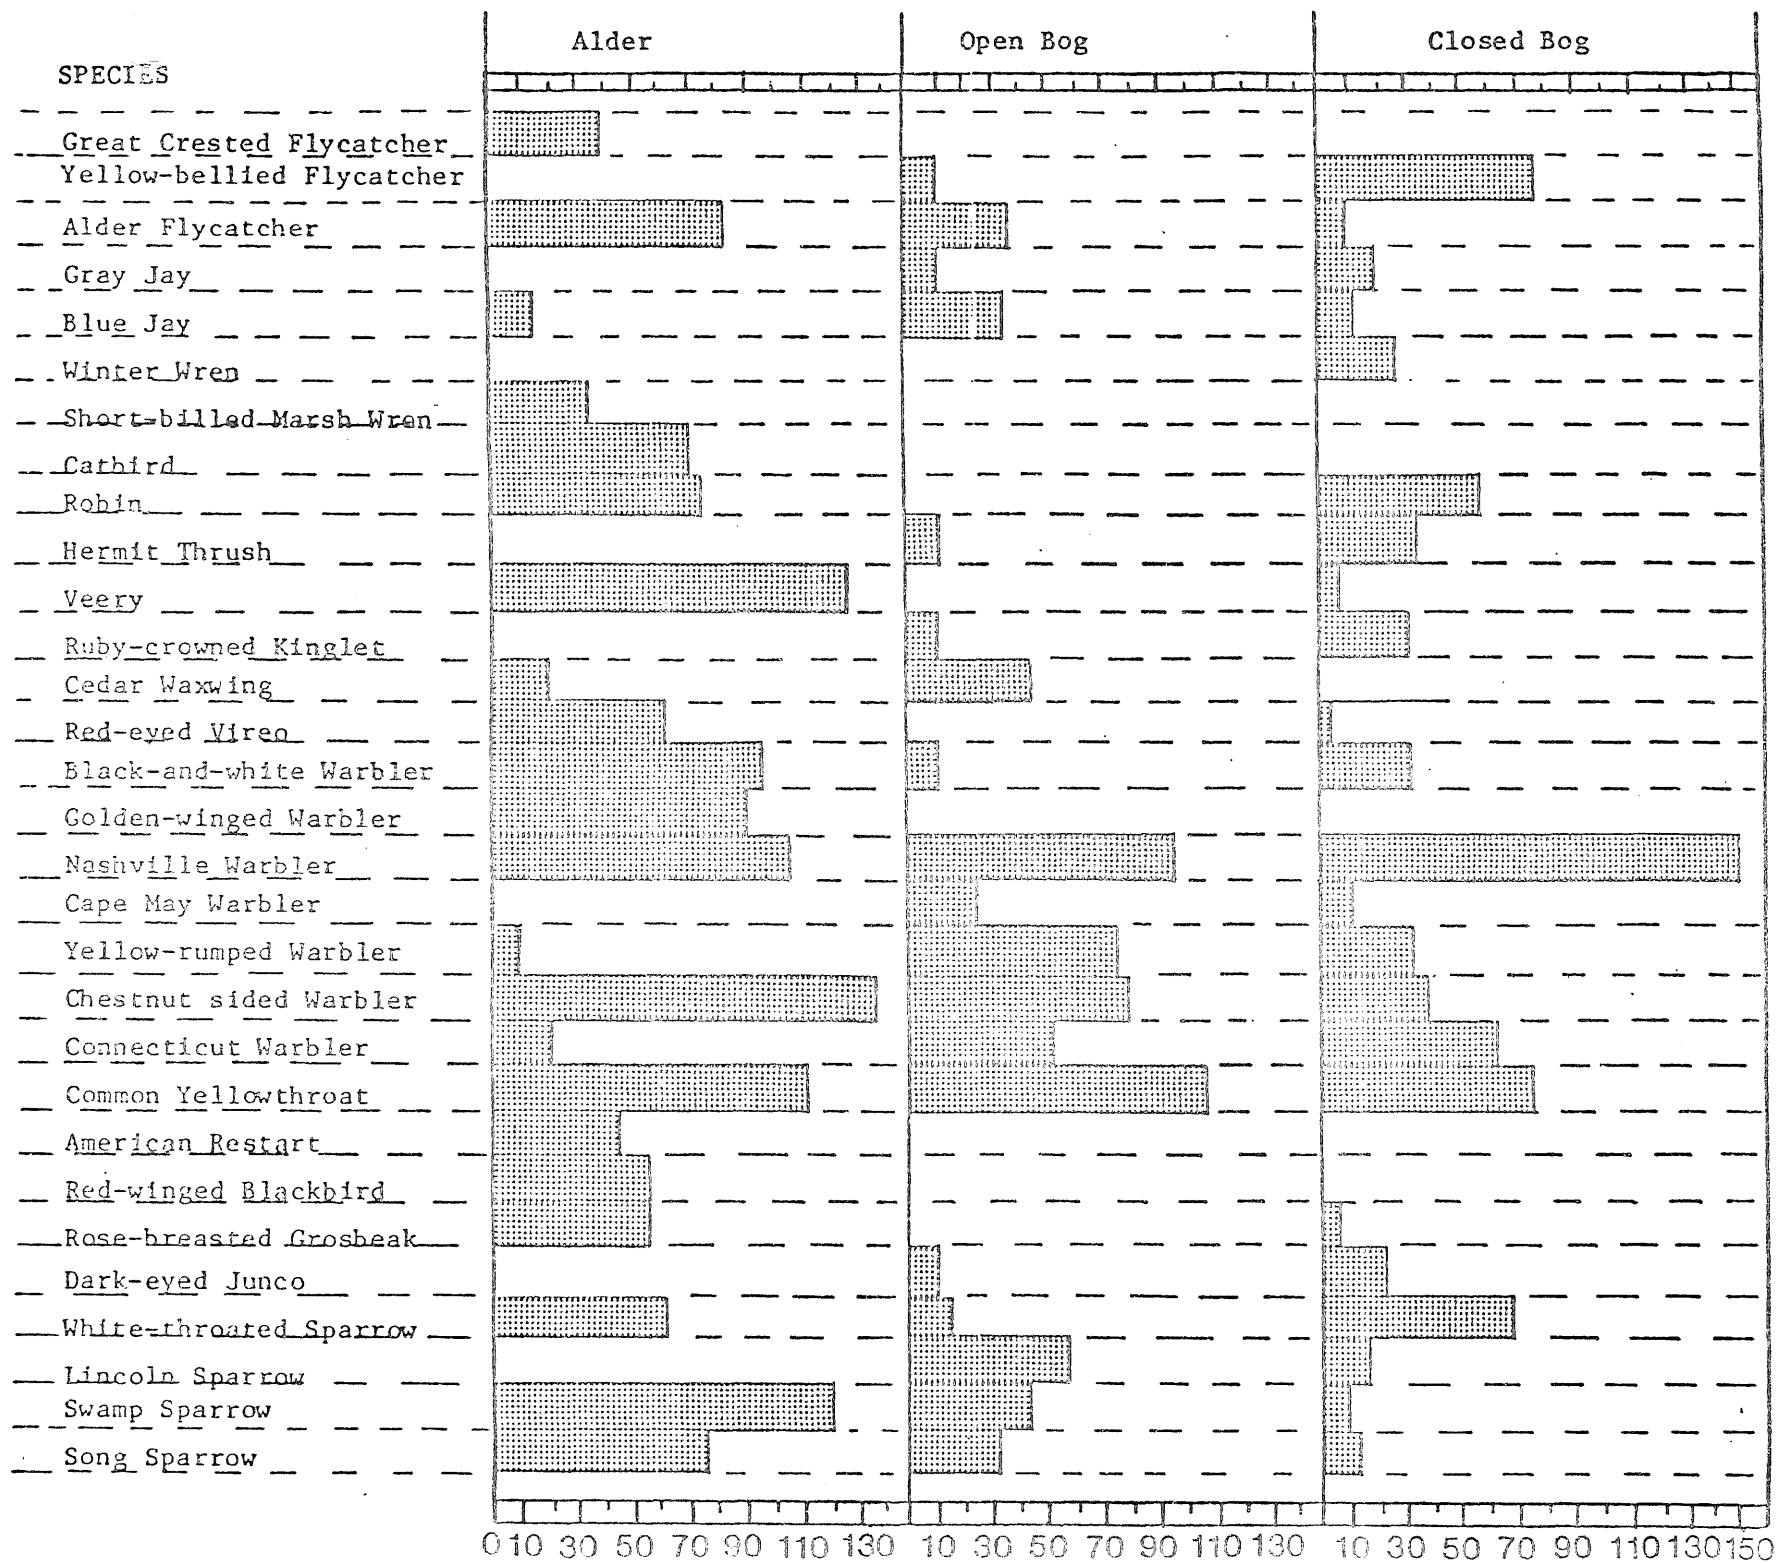 Alder Open Bog Closed Bog
SPECIES
Great Crested Flycatcher
Yellow-bellied Flycatcher
Alder Flycatcher
Gray Jay
Blue Jay
Winter Wren
Short-billed Marsh Wren
Catbird
Robin
Hermit Thrush
Veery
Ruby-crowned Kinglet
Cedar Waxwing
Red-eyed Vireo
Black-and-white Warbler
Golden-winged Warbler
Nashville Warbler
Cape May Warbler
Yellow-rumped Warbler
Chestnut sided Warbler
Connecticut Warbler
Common Yellowthroat
American Restart
Red-winged Blackbird
Rose-breasted Grosbeak
Dark-eyed Junco
White-throated Sparrow
Lincoln Sparrow
Swamp Sparrow
Song Sparrow
0 10 30 50 70 90 110 130 10 30 50 70 90 110 130 10 30 50 70 90 110 130 150